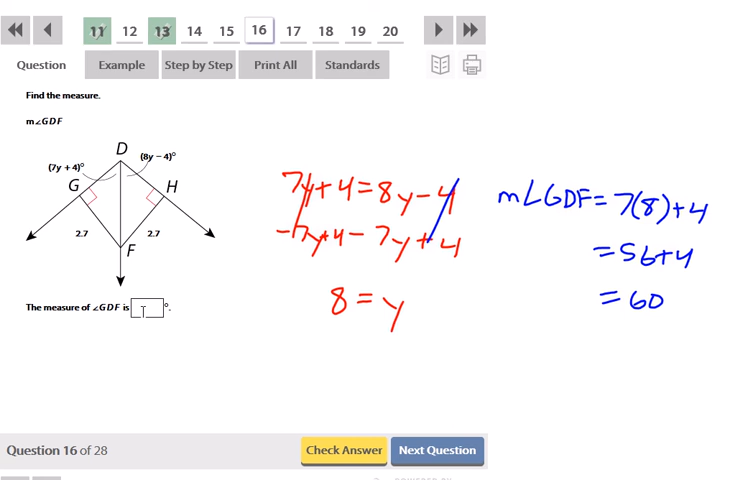 11 12 13 14 15 16 17 18 19 20
Question Example Step by Step Print All Standards
Find the measure.
m∠GDF
D
(7y + 4)° (8y − 4)°
G H
2.7 2.7
F
The measure of ∠GDF is °.
7y + 4 = 8y − 4
−7y + 4 − 7y + 4
8 = y
m∠GDF = 7(8) + 4
= 56 + 4
= 60
Question 16 of 28
Check Answer Next Question